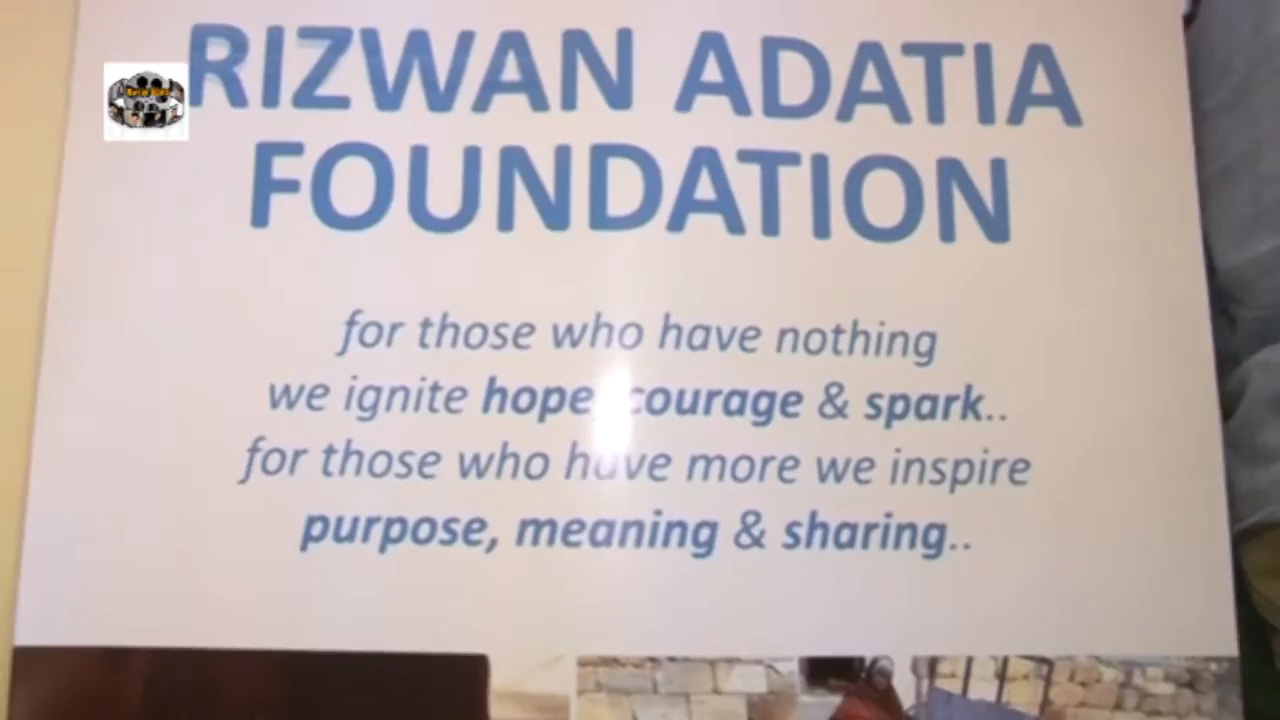 RIZWAN ADATIA
FOUNDATION
for those who have nothing
we ignite hope, courage & spark..
for those who have more we inspire
purpose, meaning & sharing..